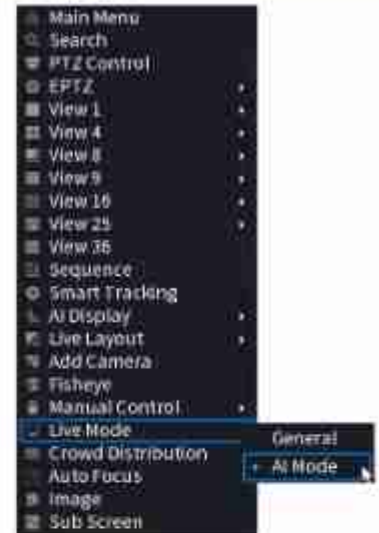 Main Menu
Search
PTZ Control
EPTZ
View 1
View 4
View 8
View 9
View 16
View 25
View 36
Sequence
Smart Tracking
AI Display
Live Layout
Add Camera
Fisheye
Manual Control
Live Mode
General
Crowd Distribution
AI Mode
Auto Focus
Image
Sub Screen